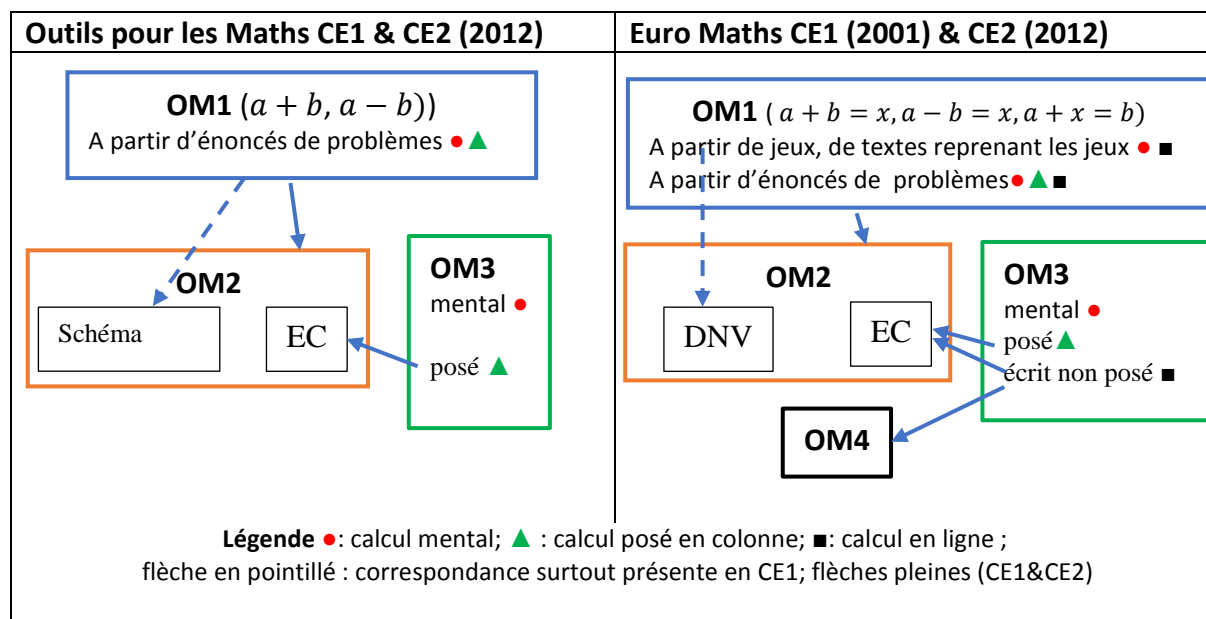 Outils pour les Maths CE1 & CE2 (2012)
OM1 (a + b, a − b))
A partir d’énoncés de problèmes ● ▲
OM2
Schéma
EC
OM3
mental ●
posé ▲
Euro Maths CE1 (2001) & CE2 (2012)
OM1 ( a + b = x, a − b = x, a + x = b)
A partir de jeux, de textes reprenant les jeux ● ■
A partir d’énoncés de problèmes● ▲ ■
OM2
DNV
EC
OM3
mental ●
posé ▲
écrit non posé ■
OM4
Légende ●: calcul mental; ▲ : calcul posé en colonne; ■: calcul en ligne ;
flèche en pointillé : correspondance surtout présente en CE1; flèches pleines (CE1&CE2)